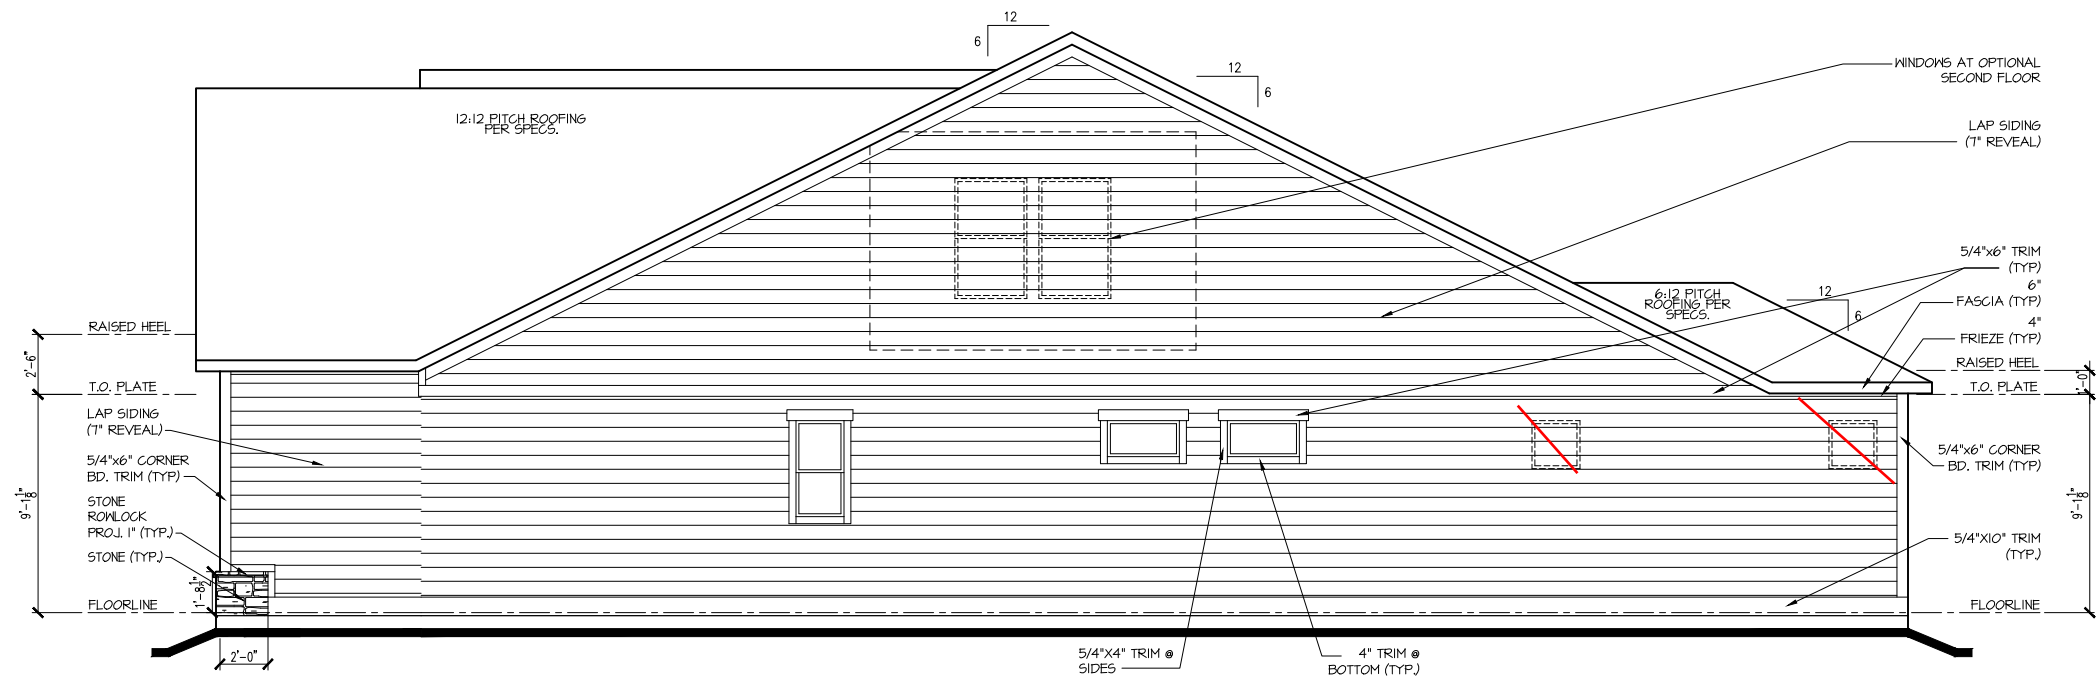 12
6
12
6
WINDOWS AT OPTIONAL
SECOND FLOOR
12:12 PITCH ROOFING
PER SPECS.
LAP SIDING
(7" REVEAL)
5/4"x6" TRIM
(TYP)
6"
FASCIA (TYP)
4"
FRIEZE (TYP)
6:12 PITCH
ROOFING PER
SPECS.
12
6
RAISED HEEL
2'-6"
T.O. PLATE
RAISED HEEL
1'-0"
T.O. PLATE
LAP SIDING
(7" REVEAL)
5/4"x6" CORNER
BD. TRIM (TYP)
STONE
ROWLOCK
PROJ. 1" (TYP.)
STONE (TYP.)
9'-1 1/8"
1'-8 1/2"
FLOORLINE
2'-0"
5/4"x6" CORNER
BD. TRIM (TYP)
9'-1 1/8"
5/4"X10" TRIM
(TYP.)
FLOORLINE
5/4"X4" TRIM @
SIDES
4" TRIM @
BOTTOM (TYP.)